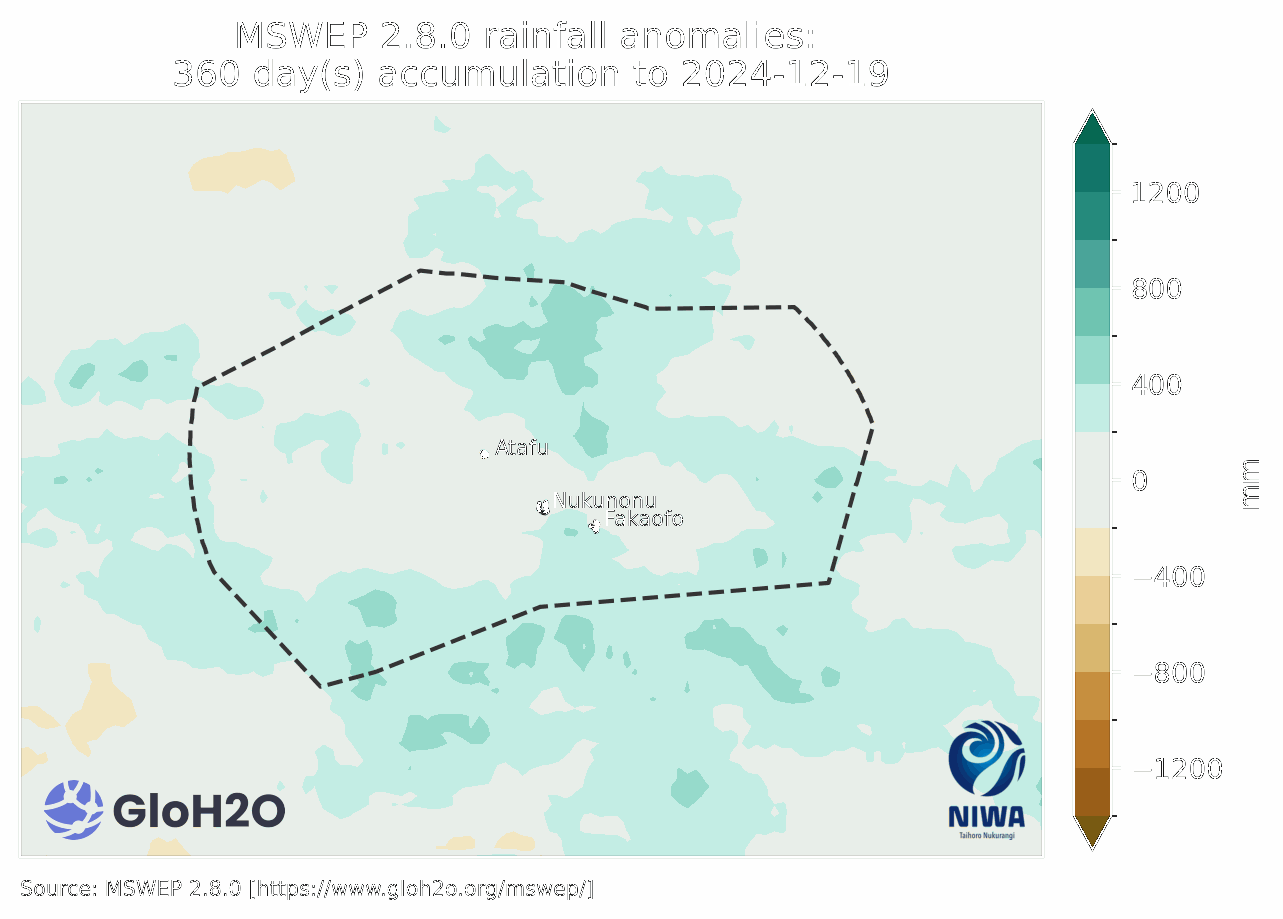 MSWEP 2.8.0 rainfall anomalies:
360 day(s) accumulation to 2024-12-19
1200
800
400
0
−400
−800
−1200
mm
Atafu
Nukunonu
Fakaofo
GloH2O
NIWA
Taihoro Nukurangi
Source: MSWEP 2.8.0 [https://www.gloh2o.org/mswep/]